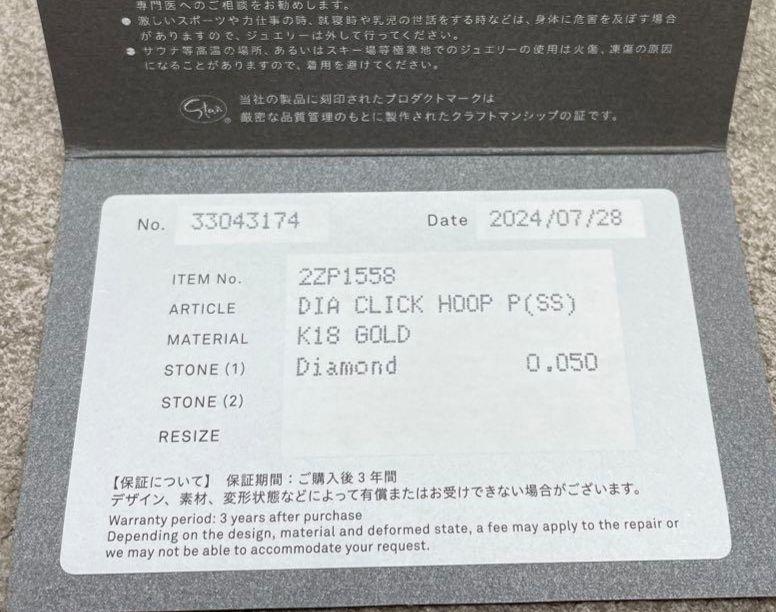 専門医へのご相談をお勧めします。
● 激しいスポーツや力仕事の時、就寝時や乳児の世話をする時などは、身体に危害を及ぼす場合
がありますので、ジュエリーは外して行ってください。
● サウナ等高温の場所、あるいはスキー場等極寒地でのジュエリーの使用は火傷、凍傷の原因
になることがありますので、着用を避けてください。
Star ® 当社の製品に刻印されたプロダクトマークは
厳密な品質管理のもとに製作されたクラフトマンシップの証です。
No. 33043174 Date 2024/07/28
ITEM No. 2ZP1558
ARTICLE DIA CLICK HOOP P(SS)
MATERIAL K18 GOLD
STONE (1) Diamond 0.050
STONE (2)
RESIZE
【保証について】 保証期間：ご購入後3年間
デザイン、素材、変形状態などによって有償またはお受けできない場合がございます。
Warranty period: 3 years after purchase
Depending on the design, material and deformed state, a fee may apply to the repair or
we may not be able to accommodate your request.